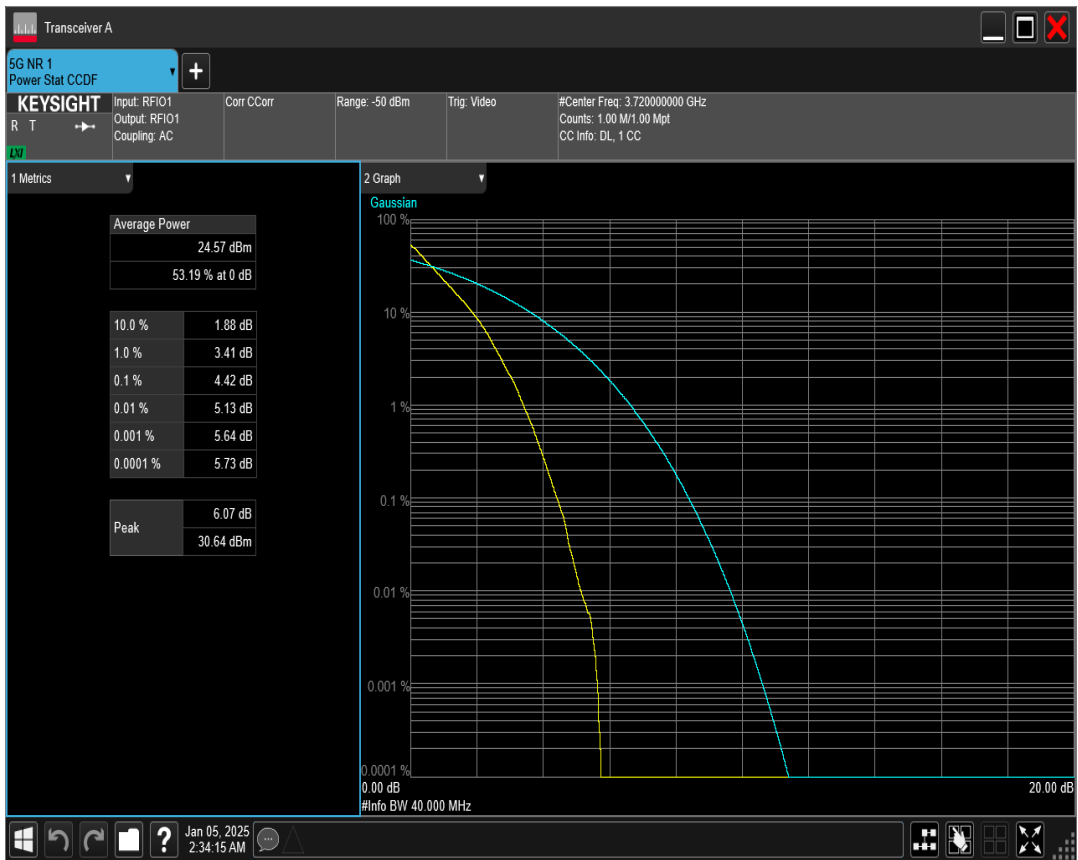 Transceiver A
5G NR 1
Power Stat CCDF
+
KEYSIGHT
R T
LXI
Input: RFIO1
Output: RFIO1
Coupling: AC
Corr CCorr
Range: -50 dBm
Trig: Video
#Center Freq: 3.720000000 GHz
Counts: 1.00 M/1.00 Mpt
CC Info: DL, 1 CC
1 Metrics
Average Power
24.57 dBm
53.19 % at 0 dB
10.0 % 1.88 dB
1.0 % 3.41 dB
0.1 % 4.42 dB
0.01 % 5.13 dB
0.001 % 5.64 dB
0.0001 % 5.73 dB
Peak
6.07 dB
30.64 dBm
2 Graph
Gaussian
100 %
10 %
1 %
0.1 %
0.01 %
0.001 %
0.0001 %
0.00 dB 20.00 dB
#Info BW 40.000 MHz
?
Jan 05, 2025
2:34:15 AM